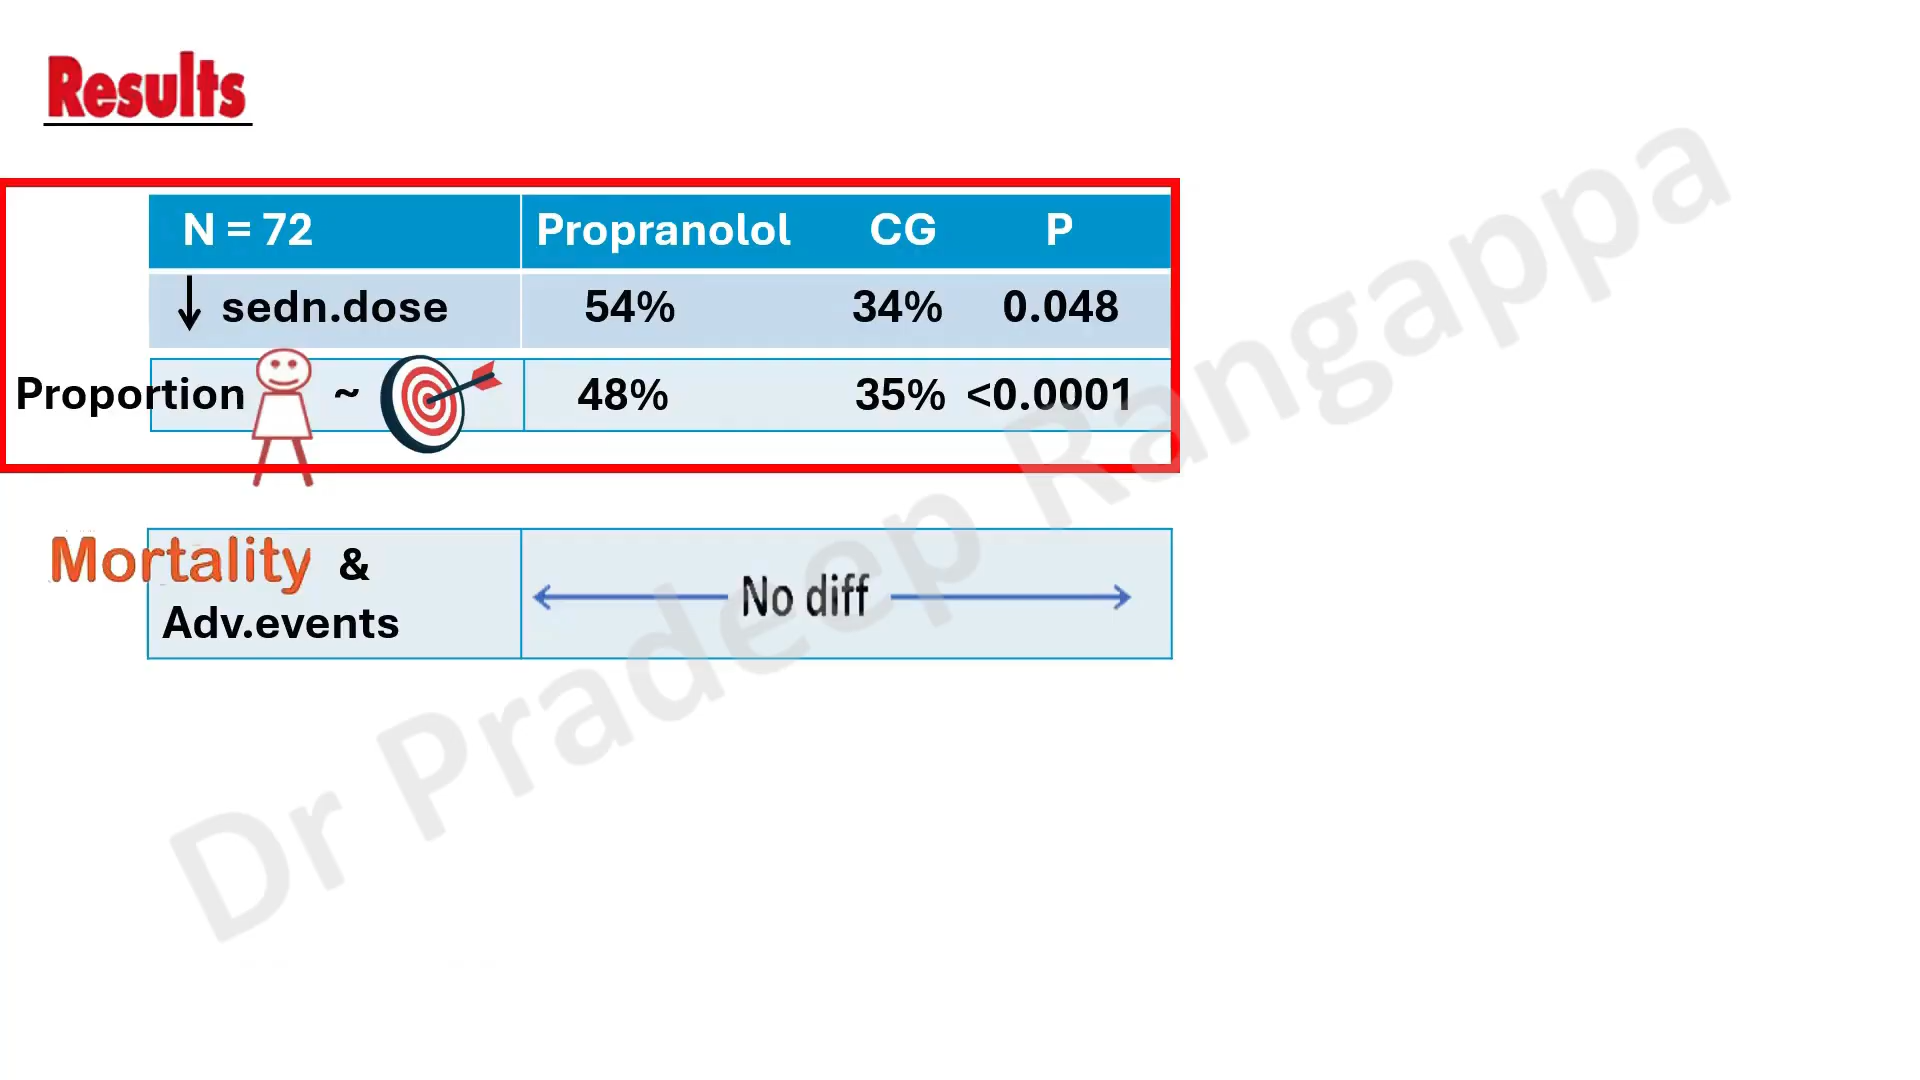 Results
N = 72 Propranolol CG P
↓ sedn.dose 54% 34% 0.048
Proportion ~ 48% 35% <0.0001
Mortality &
Adv.events
No diff
Dr Pradeep Rangappa